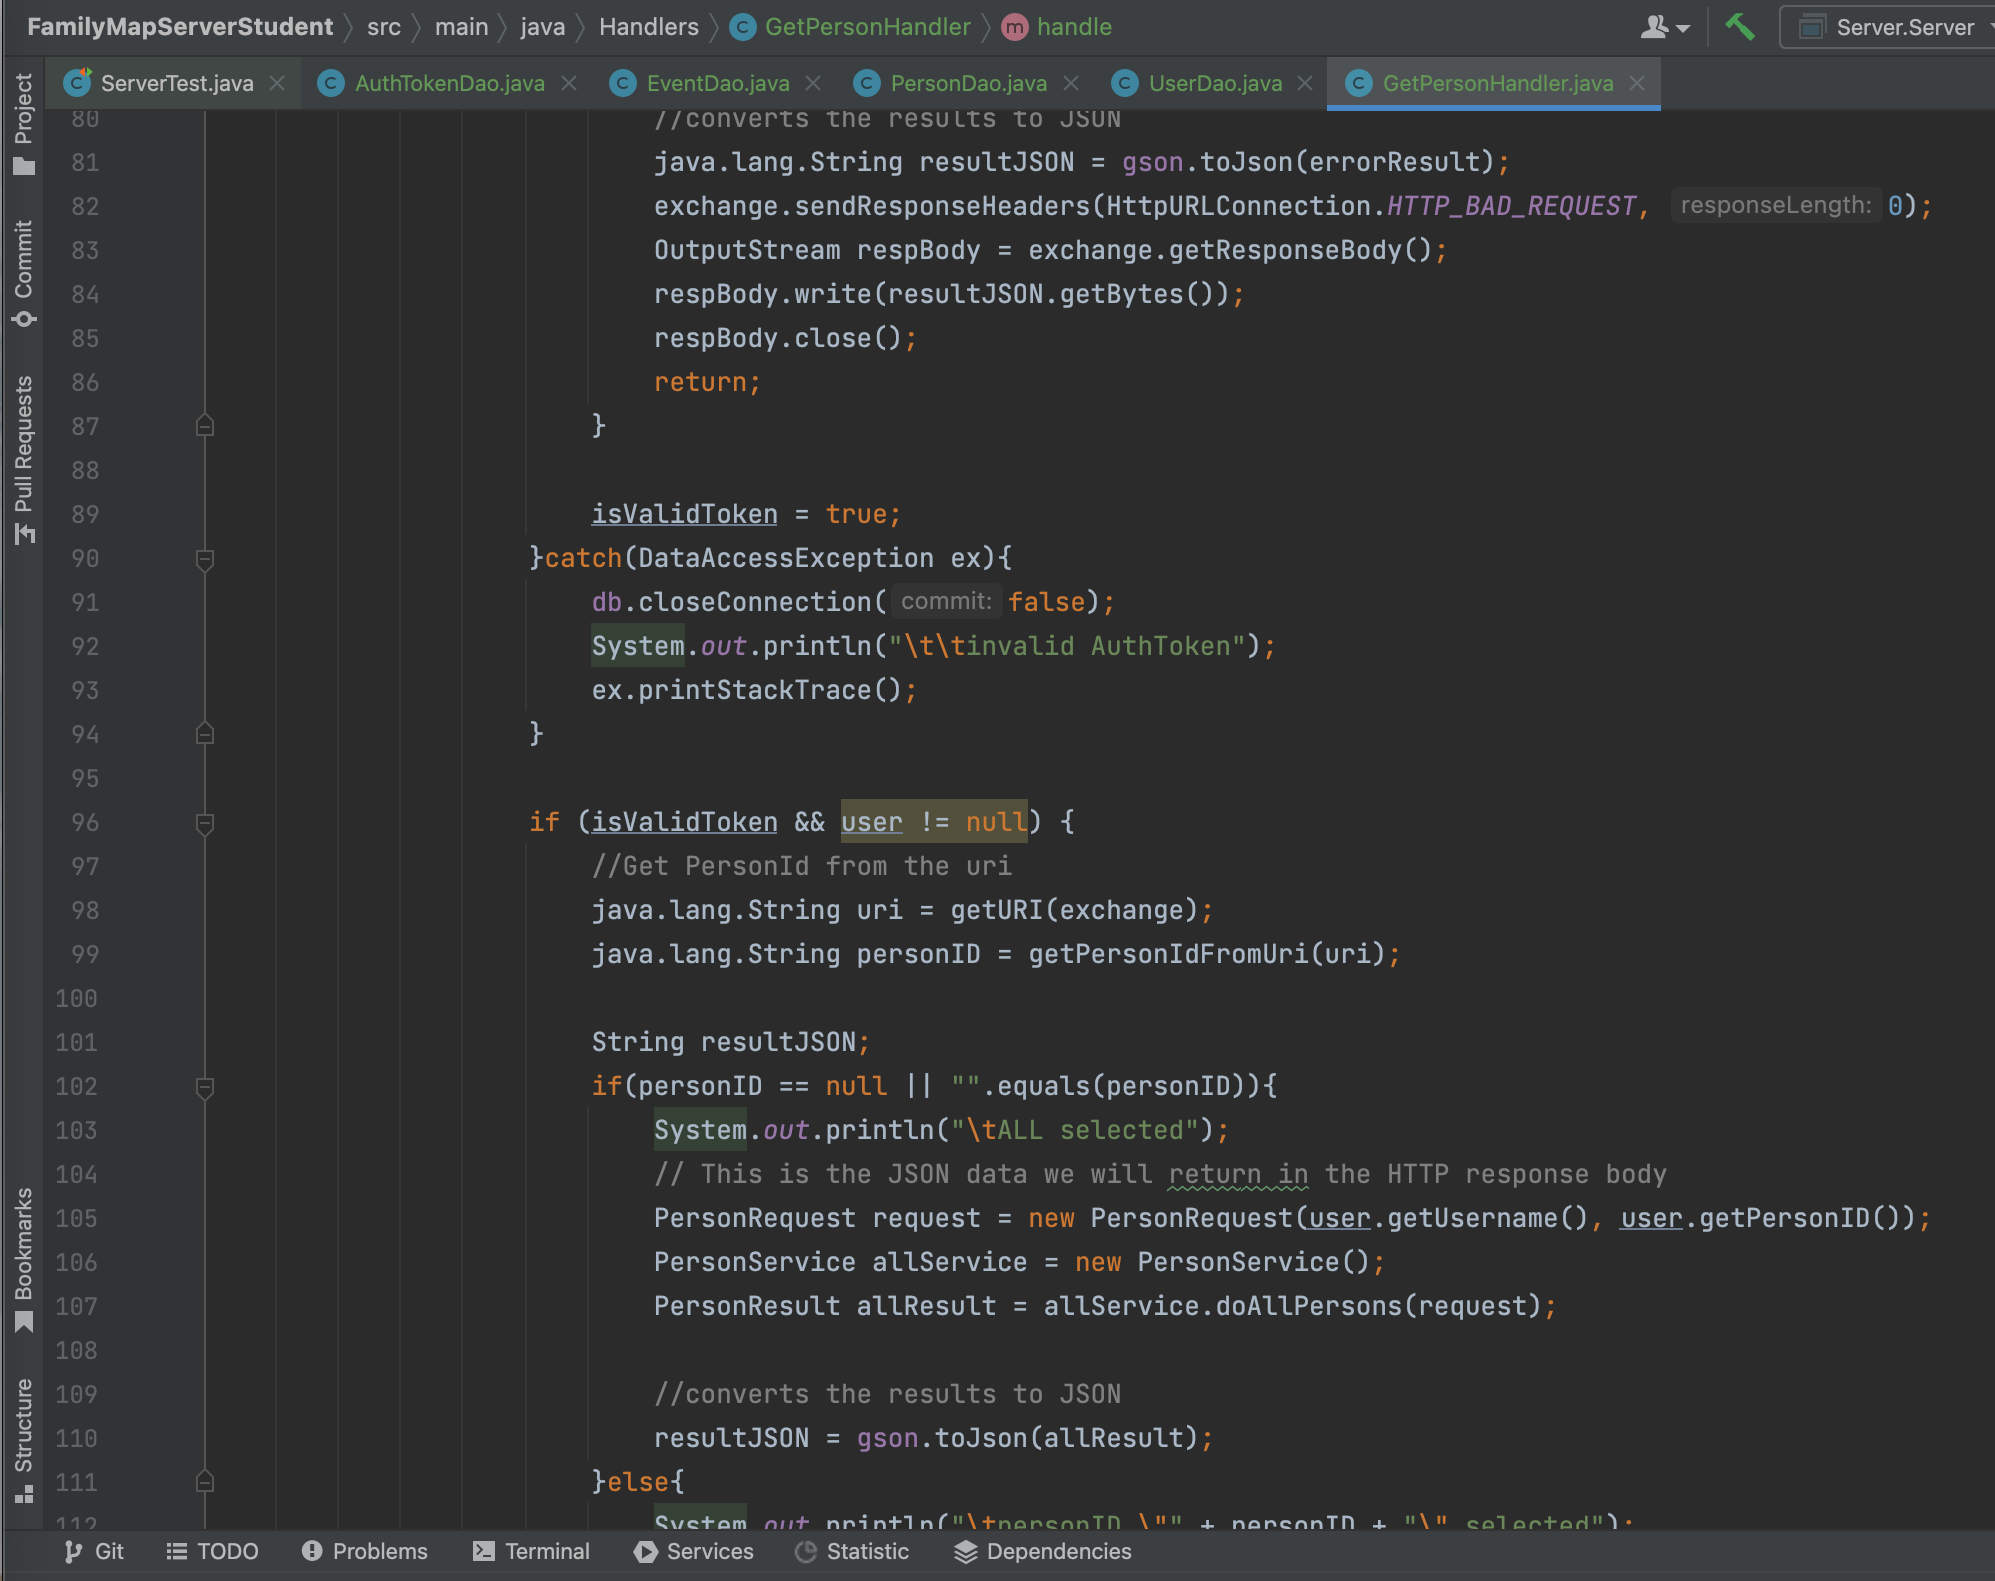 FamilyMapServerStudent src main java Handlers C GetPersonHandler m handle Server.Server
C ServerTest.java C AuthTokenDao.java C EventDao.java C PersonDao.java C UserDao.java C GetPersonHandler.java
Project
Commit
Pull Requests
Bookmarks
Structure
80 //converts the results to JSON
81 java.lang.String resultJSON = gson.toJson(errorResult);
82 exchange.sendResponseHeaders(HttpURLConnection.HTTP_BAD_REQUEST, responseLength: 0);
83 OutputStream respBody = exchange.getResponseBody();
84 respBody.write(resultJSON.getBytes());
85 respBody.close();
86 return;
87 }
88
89 isValidToken = true;
90 }catch(DataAccessException ex){
91 db.closeConnection( commit: false);
92 System.out.println("\t\tinvalid AuthToken");
93 ex.printStackTrace();
94 }
95
96 if (isValidToken && user != null) {
97 //Get PersonId from the uri
98 java.lang.String uri = getURI(exchange);
99 java.lang.String personID = getPersonIdFromUri(uri);
100
101 String resultJSON;
102 if(personID == null || "".equals(personID)){
103 System.out.println("\tALL selected");
104 // This is the JSON data we will return in the HTTP response body
105 PersonRequest request = new PersonRequest(user.getUsername(), user.getPersonID());
106 PersonService allService = new PersonService();
107 PersonResult allResult = allService.doAllPersons(request);
108
109 //converts the results to JSON
110 resultJSON = gson.toJson(allResult);
111 }else{
112 System.out.println("\tpersonID \"" + personID + "\" selected");
Git TODO Problems Terminal Services Statistic Dependencies